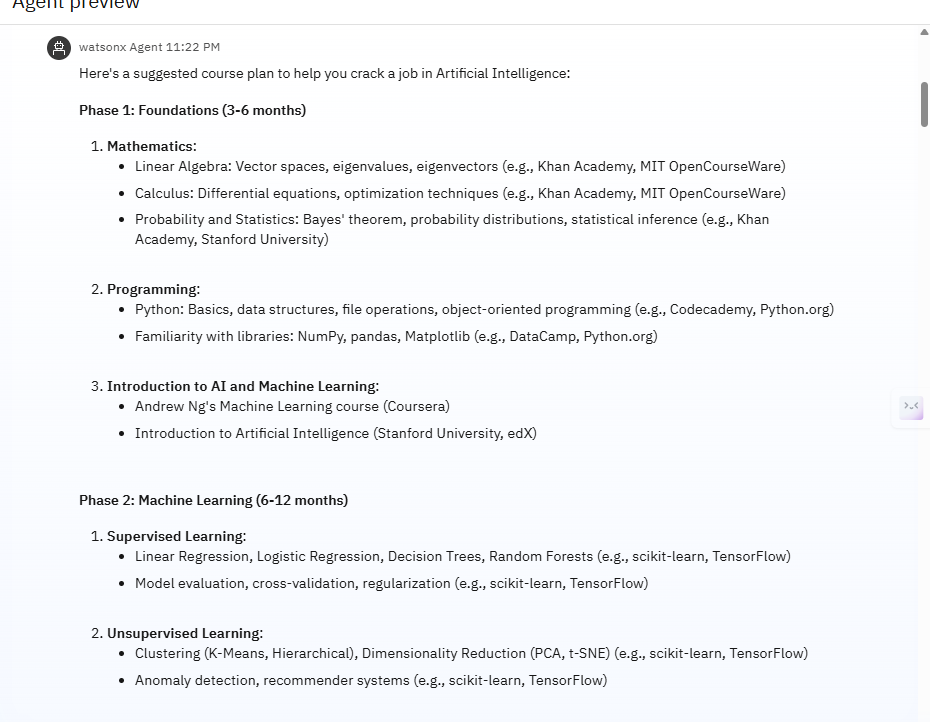 Agent preview
watsonx Agent 11:22 PM
Here's a suggested course plan to help you crack a job in Artificial Intelligence:
Phase 1: Foundations (3-6 months)
1. Mathematics:
• Linear Algebra: Vector spaces, eigenvalues, eigenvectors (e.g., Khan Academy, MIT OpenCourseWare)
• Calculus: Differential equations, optimization techniques (e.g., Khan Academy, MIT OpenCourseWare)
• Probability and Statistics: Bayes' theorem, probability distributions, statistical inference (e.g., Khan
Academy, Stanford University)
2. Programming:
• Python: Basics, data structures, file operations, object-oriented programming (e.g., Codecademy, Python.org)
• Familiarity with libraries: NumPy, pandas, Matplotlib (e.g., DataCamp, Python.org)
3. Introduction to AI and Machine Learning:
• Andrew Ng's Machine Learning course (Coursera)
• Introduction to Artificial Intelligence (Stanford University, edX)
Phase 2: Machine Learning (6-12 months)
1. Supervised Learning:
• Linear Regression, Logistic Regression, Decision Trees, Random Forests (e.g., scikit-learn, TensorFlow)
• Model evaluation, cross-validation, regularization (e.g., scikit-learn, TensorFlow)
2. Unsupervised Learning:
• Clustering (K-Means, Hierarchical), Dimensionality Reduction (PCA, t-SNE) (e.g., scikit-learn, TensorFlow)
• Anomaly detection, recommender systems (e.g., scikit-learn, TensorFlow)